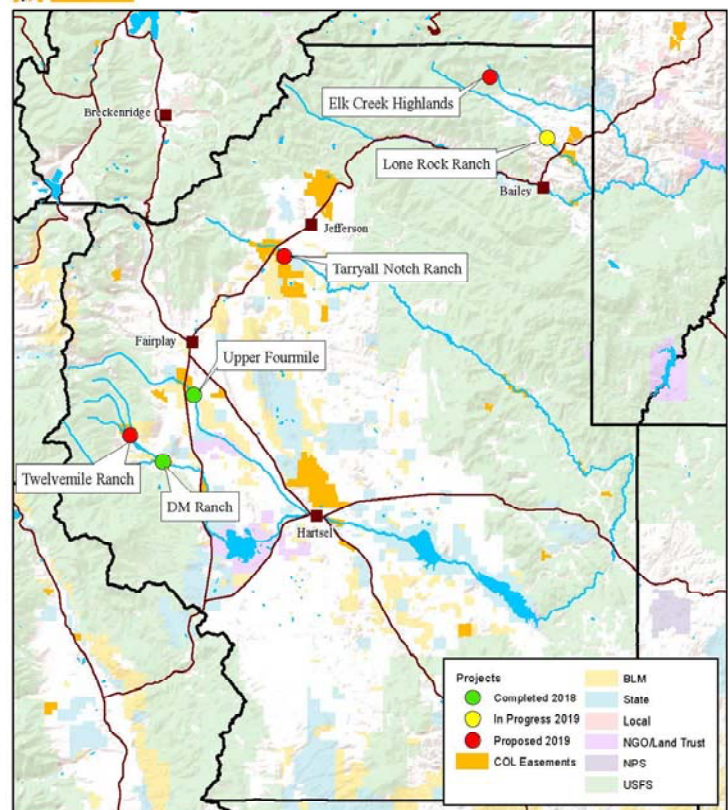 Elk Creek Highlands
Breckenridge
Lone Rock Ranch
Bailey
Jefferson
Tarryall Notch Ranch
Fairplay
Upper Fourmile
Twelvemile Ranch
DM Ranch
Hartsel
Projects
Completed 2018
In Progress 2019
Proposed 2019
COL Easements
BLM
State
Local
NGO/Land Trust
NPS
USFS